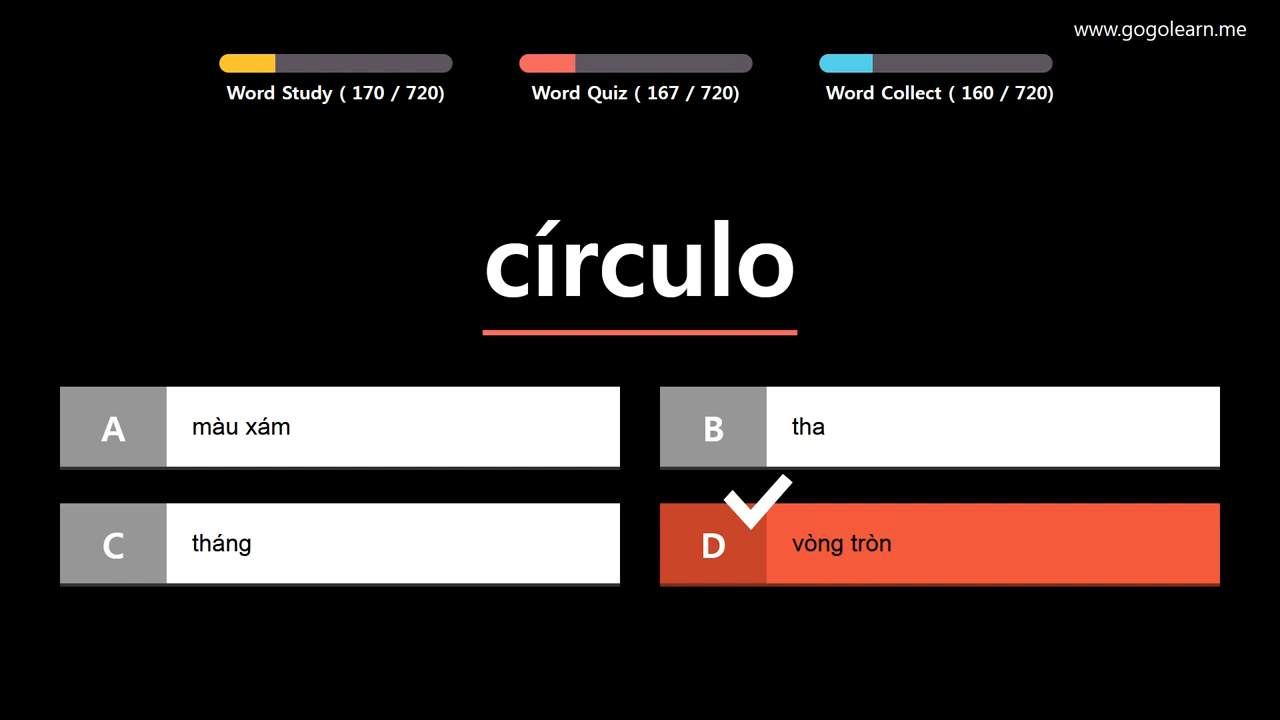 www.gogolearn.me
Word Study ( 170 / 720)
Word Quiz ( 167 / 720)
Word Collect ( 160 / 720)
círculo
A màu xám
B tha
C tháng
D vòng tròn